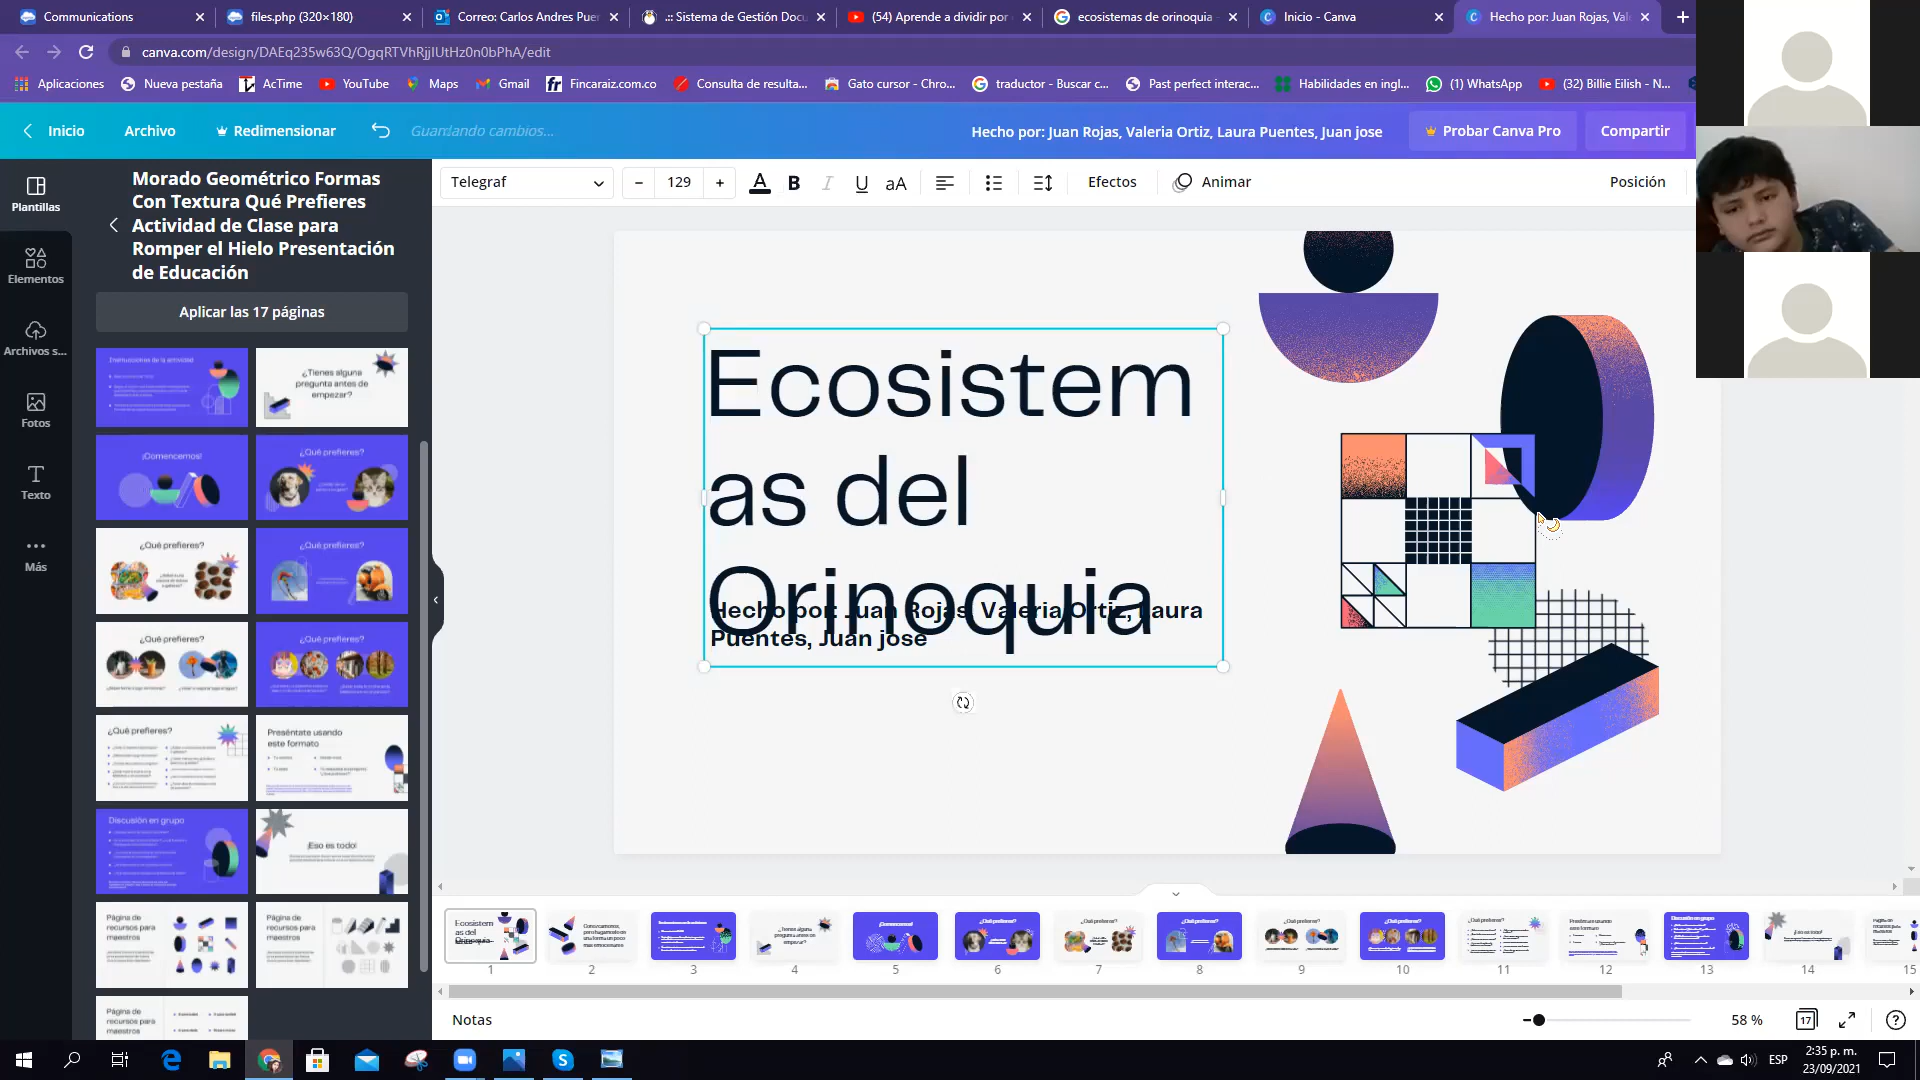 Communications
files.php (320×180)
Correo: Carlos Andres Puer
.:: Sistema de Gestión Docu
(54) Aprende a dividir por
ecosistemas de orinoquia
Inicio - Canva
Hecho por: Juan Rojas, Val
canva.com/design/DAEq235w63Q/OgqRTVhRjjlUtHz0n0bPhA/edit
Aplicaciones
Nueva pestaña
AcTime
YouTube
Maps
Gmail
Fincaraiz.com.co
Consulta de resulta...
Gato cursor - Chro...
traductor - Buscar c...
Past perfect interac...
Habilidades en ingl...
(1) WhatsApp
(32) Billie Eilish - N...
Inicio
Archivo
Redimensionar
Guardando cambios...
Hecho por: Juan Rojas, Valeria Ortiz, Laura Puentes, Juan jose
Probar Canva Pro
Compartir
Plantillas
Elementos
Archivos s...
Fotos
Texto
Más
Morado Geométrico Formas
Con Textura Qué Prefieres
Actividad de Clase para
Romper el Hielo Presentación
de Educación
Aplicar las 17 páginas
Instrucciones de la actividad
¿Tienes alguna
pregunta antes de
empezar?
¡Comencemos!
¿Qué prefieres?
¿Qué prefieres?
¿Qué prefieres?
¿Qué prefieres?
¿Qué prefieres?
¿Qué prefieres?
Preséntate usando
este formato
Discusión en grupo
¡Eso es todo!
Página de
recursos para
maestros
Página de
recursos para
maestros
Página de
recursos para
maestros
Telegraf
129
A
B
I
U
aA
Efectos
Animar
Posición
Ecosistem
as del
Orinoquia
Hecho por: Juan Rojas, Valeria Ortiz, Laura
Puentes, Juan jose
1
2
3
4
5
6
7
8
9
10
11
12
13
14
15
Notas
58 %
17
ESP
2:35 p. m.
23/09/2021